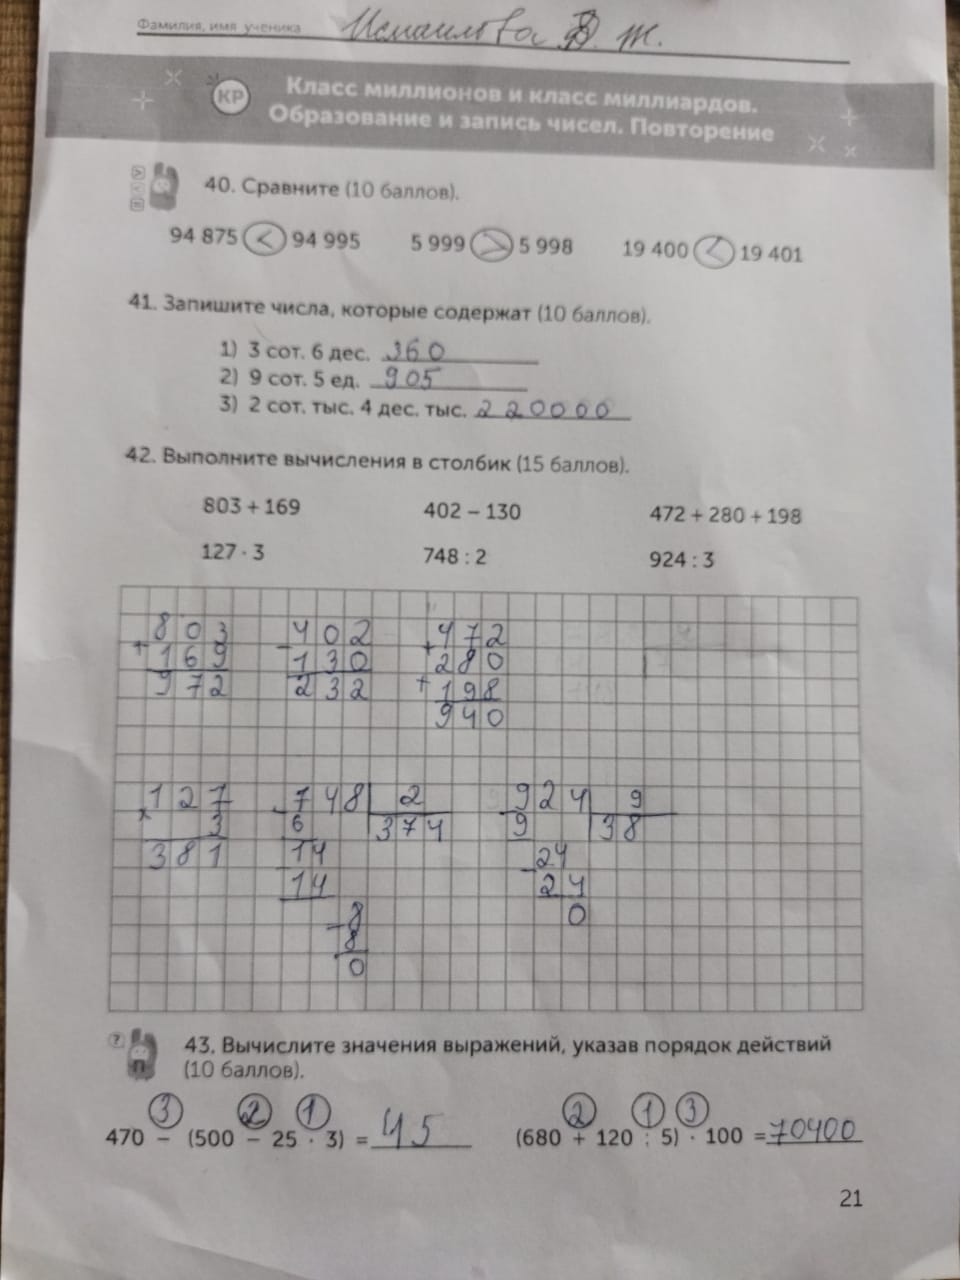 Фамилия, имя ученика Исмаилова Я. Ж.
КР
Класс миллионов и класс миллиардов.
Образование и запись чисел. Повторение
40. Сравните (10 баллов).
94 875 < 94 995 5 999 > 5 998 19 400 < 19 401
41. Запишите числа, которые содержат (10 баллов).
1) 3 сот. 6 дес. 360
2) 9 сот. 5 ед. 905
3) 2 сот. тыс. 4 дес. тыс. 220000
42. Выполните вычисления в столбик (15 баллов).
803 + 169 402 – 130 472 + 280 + 198
127 · 3 748 : 2 924 : 3
803 402 472
+ 169 - 130 + 280
972 232 + 198
940
127 - 748 2 - 924 9
x 3 6 374 9 38
381 14 24
14 - 24
- 8 0
8
0
?
43. Вычислите значения выражений, указав порядок действий
(10 баллов).
3 2 1 2 1 3
470 – (500 – 25 · 3) = 45 (680 + 120 : 5) · 100 = 70400
21